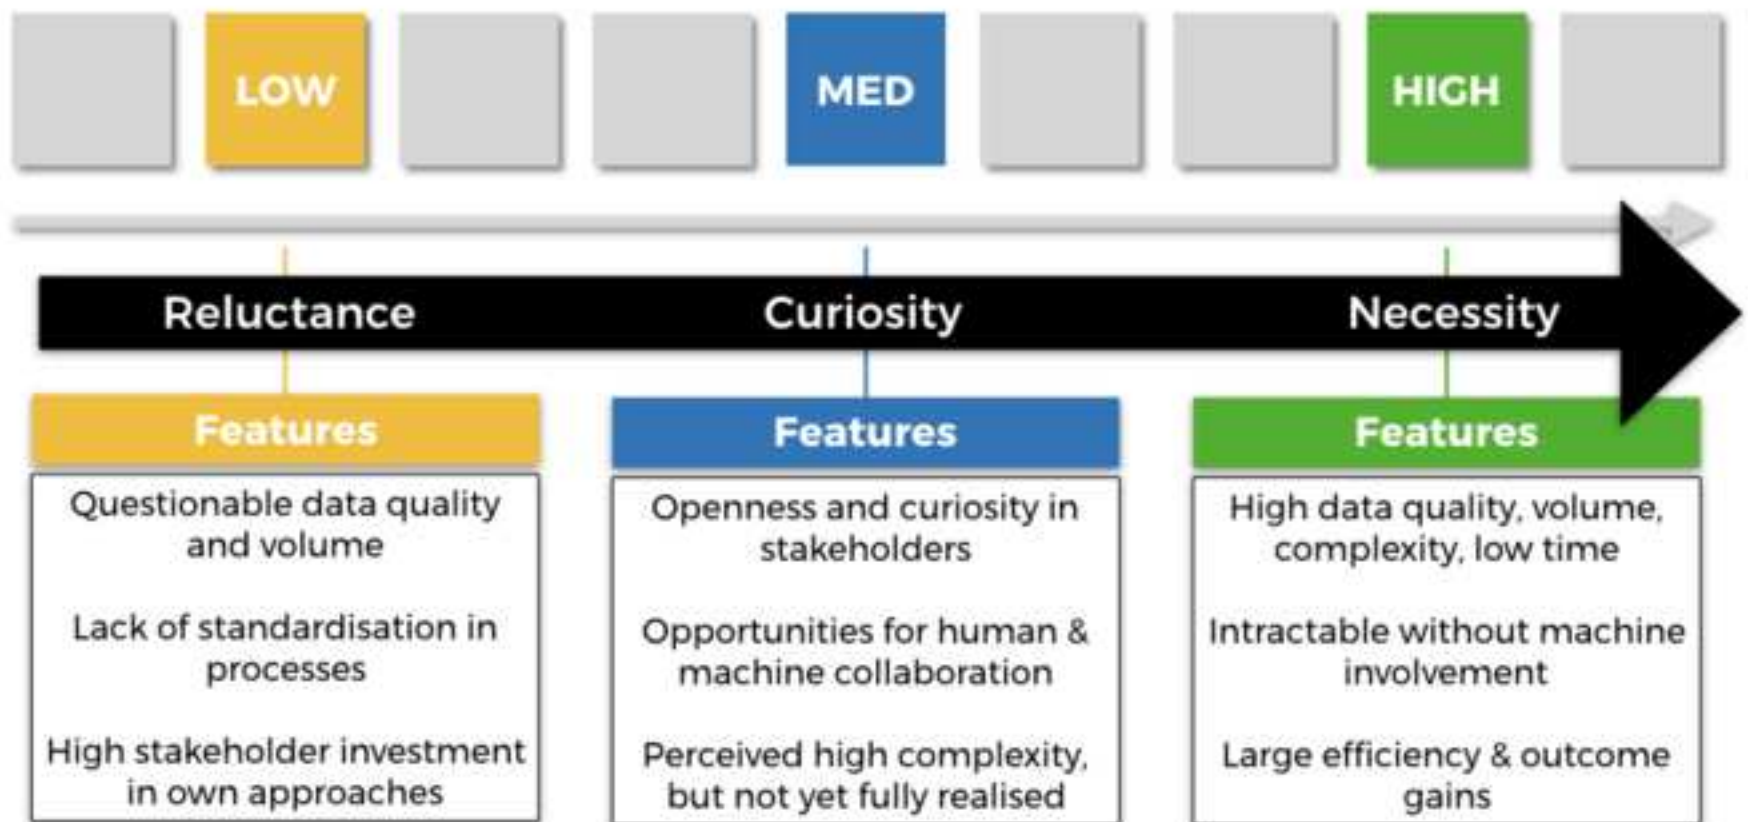 LOW
MED
HIGH
Reluctance
Curiosity
Necessity
Features
Questionable data quality
and volume
Lack of standardisation in
processes
High stakeholder investment
in own approaches
Features
Openness and curiosity in
stakeholders
Opportunities for human &
machine collaboration
Perceived high complexity,
but not yet fully realised
Features
High data quality, volume,
complexity, low time
Intractable without machine
involvement
Large efficiency & outcome
gains